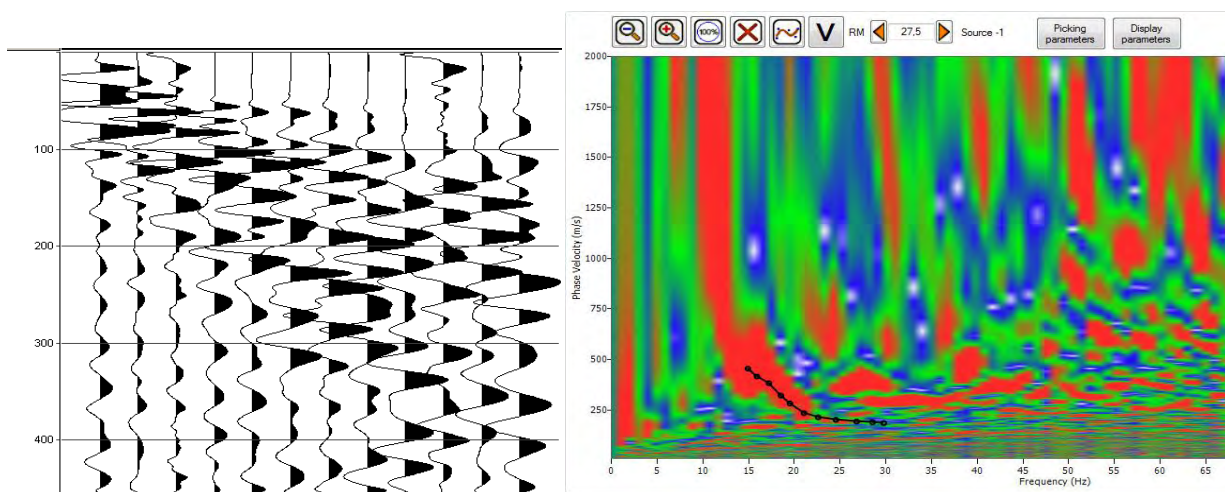 100
200
300
400
100%
V
RM
27,5
Source -1
Picking
parameters
Display
parameters
2000
1750
1500
1250
1000
750
500
250
Phase Velocity (m/s)
0 5 10 15 20 25 30 35 40 45 50 55 60 65
Frequency (Hz)